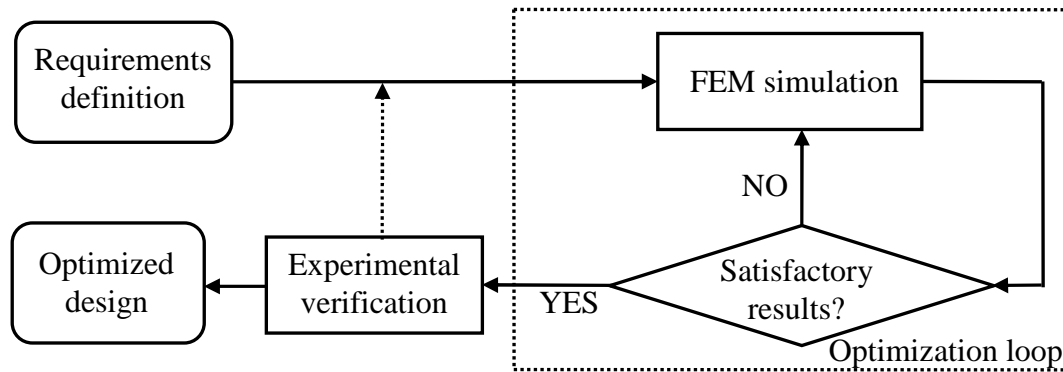 Requirements
definition
FEM simulation
NO
Optimized
design
Experimental
verification
YES
Satisfactory
results?
Optimization loop